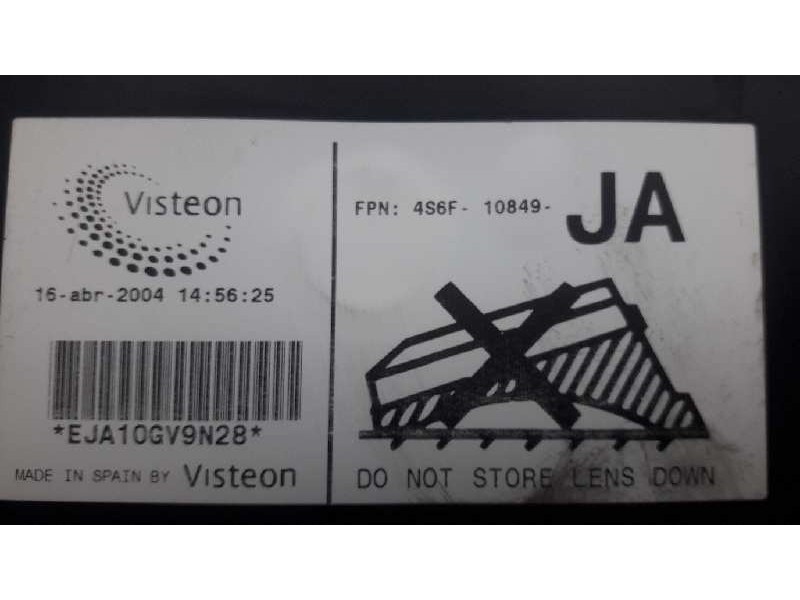 Visteon
16-abr-2004 14:56:25
*EJA10GV9N28*
MADE IN SPAIN BY Visteon
FPN: 4S6F- 10849- JA
DO NOT STORE LENS DOWN